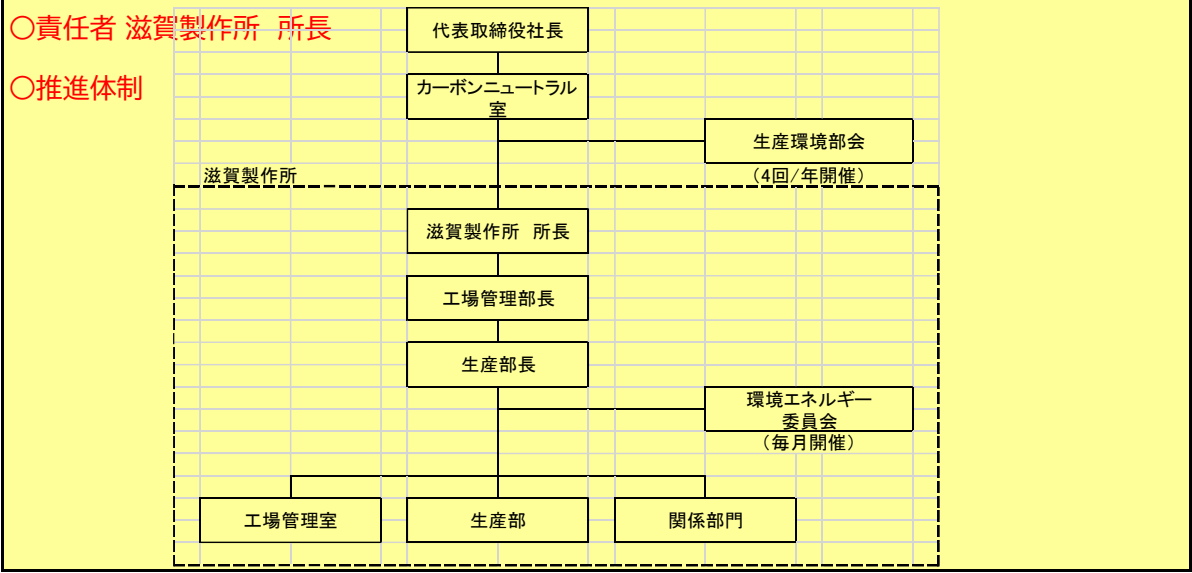 〇責任者 滋賀製作所 所長
代表取締役社長
〇推進体制
カーボンニュートラル
室
生産環境部会
（4回/年開催）
滋賀製作所
滋賀製作所 所長
工場管理部長
生産部長
環境エネルギー
委員会
（毎月開催）
工場管理室
生産部
関係部門